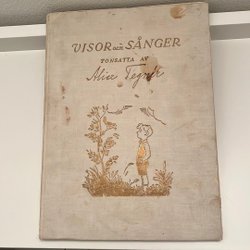 VISOR och SÅNGER
TONSATTA AV
Alice Tegnér